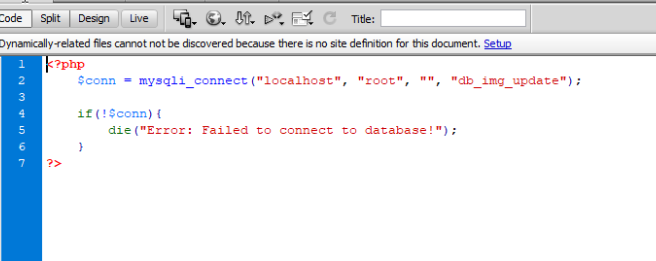 Code Split Design Live Title:
Dynamically-related files cannot not be discovered because there is no site definition for this document. Setup
1 <?php
2 $conn = mysqli_connect("localhost", "root", "", "db_img_update");
3
4 if(!$conn){
5 die("Error: Failed to connect to database!");
6 }
7 ?>